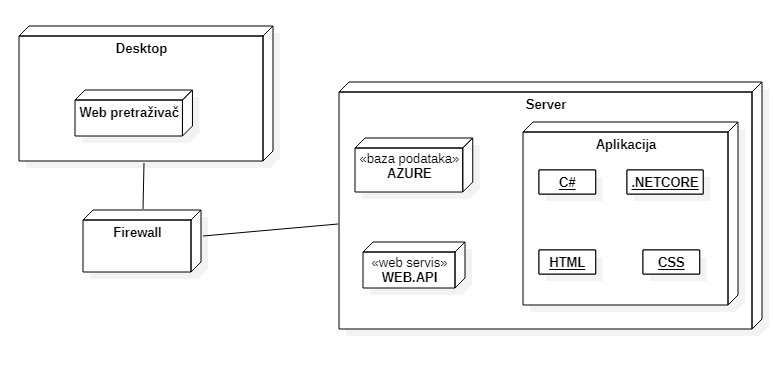 Desktop
Web pretraživač
Firewall
Server
«baza podataka»
AZURE
«web servis»
WEB.API
Aplikacija
C#
.NETCORE
HTML
CSS